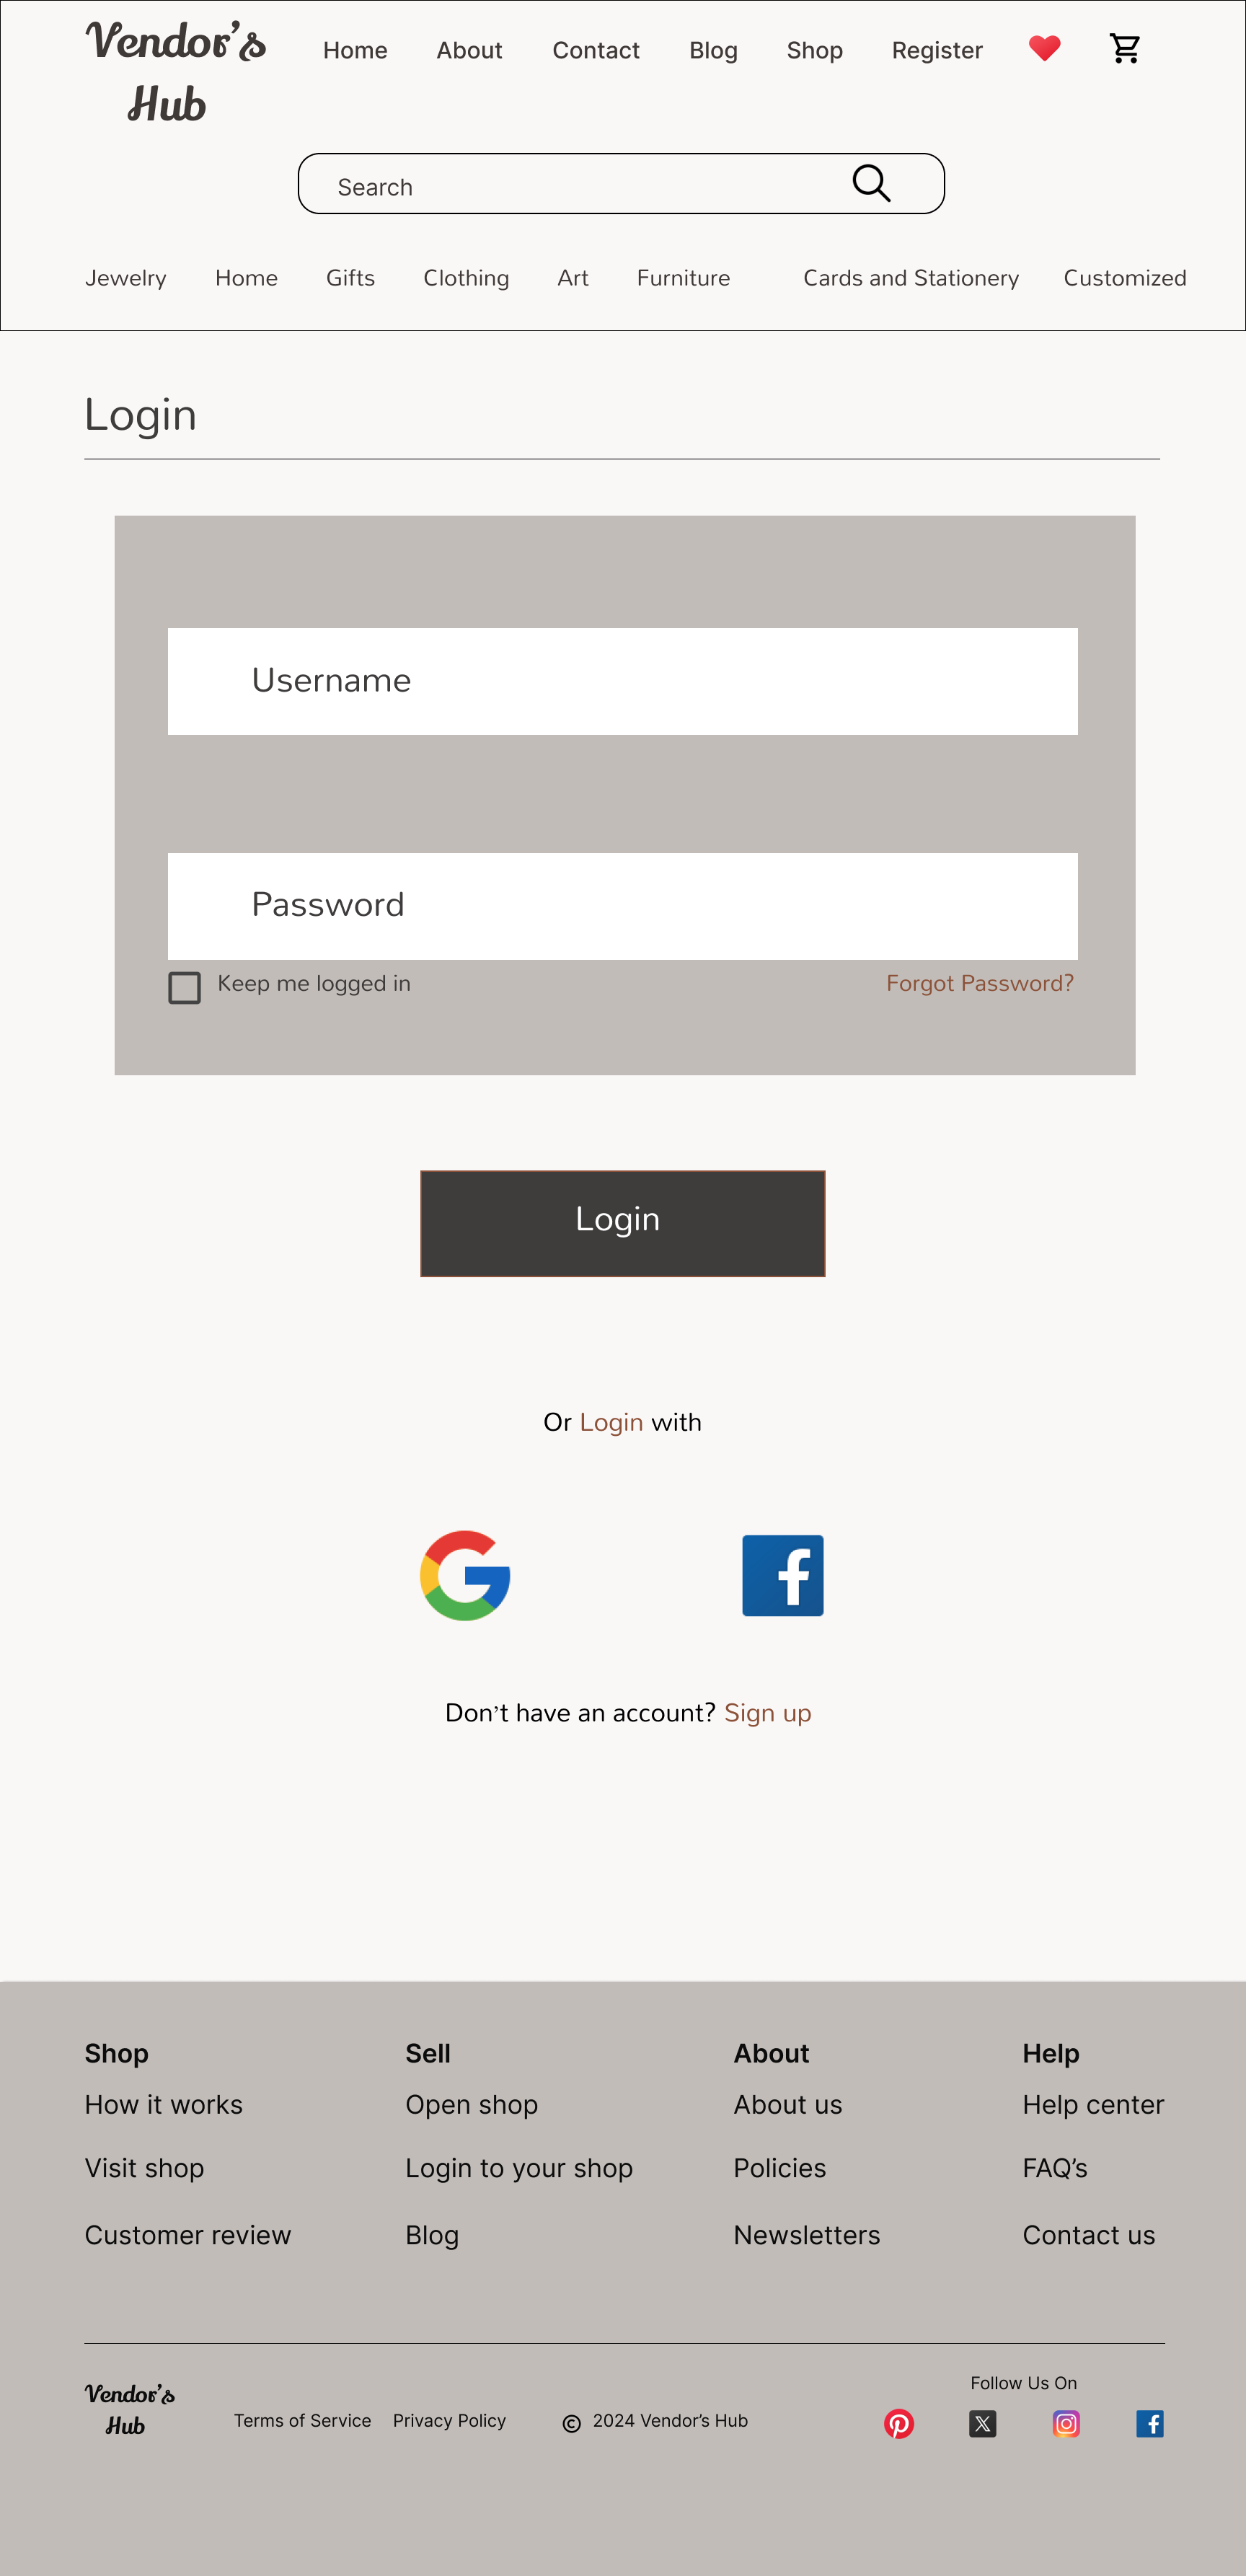 Vendor’s
Hub
Home About Contact Blog Shop Register
Search
Jewelry Home Gifts Clothing Art Furniture Cards and Stationery Customized
Login
Username
Password
Keep me logged in Forgot Password?
Login
Or Login with
Don’t have an account? Sign up
Shop Sell About Help
How it works Open shop About us Help center
Visit shop Login to your shop Policies FAQ’s
Customer review Blog Newsletters Contact us
Follow Us On
Vendor’s
Hub
Terms of Service Privacy Policy © 2024 Vendor’s Hub